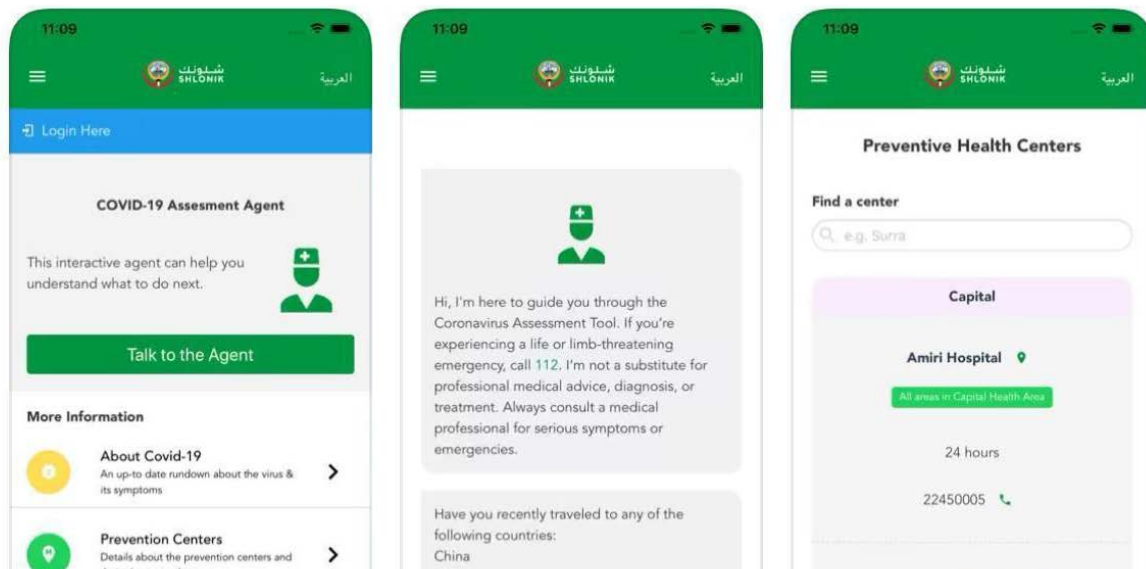 11:09
شلونك
SHLONIK
العربية
Login Here
COVID-19 Assesment Agent
This interactive agent can help you
understand what to do next.
Talk to the Agent
More Information
About Covid-19
An up-to date rundown about the virus &
its symptoms
Prevention Centers
Details about the prevention centers and
11:09
شلونك
SHLONIK
العربية
Hi, I'm here to guide you through the
Coronavirus Assessment Tool. If you're
experiencing a life or limb-threatening
emergency, call 112. I'm not a substitute for
professional medical advice, diagnosis, or
treatment. Always consult a medical
professional for serious symptoms or
emergencies.
Have you recently traveled to any of the
following countries:
China
11:09
شلونك
SHLONIK
العربية
Preventive Health Centers
Find a center
e.g. Surra
Capital
Amiri Hospital
All areas in Capital Health Area
24 hours
22450005